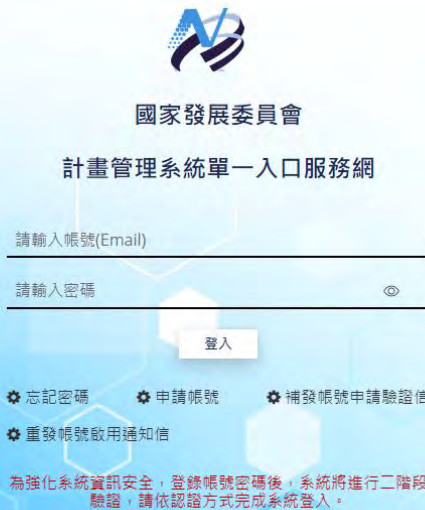 國家發展委員會
計畫管理系統單一入口服務網
請輸入帳號(Email)
請輸入密碼
登入
忘記密碼 申請帳號 補發帳號申請驗證信
重發帳號啟用通知信
為強化系統資訊安全，登錄帳號密碼後，系統將進行二階段
驗證，請依認證方式完成系統登入。